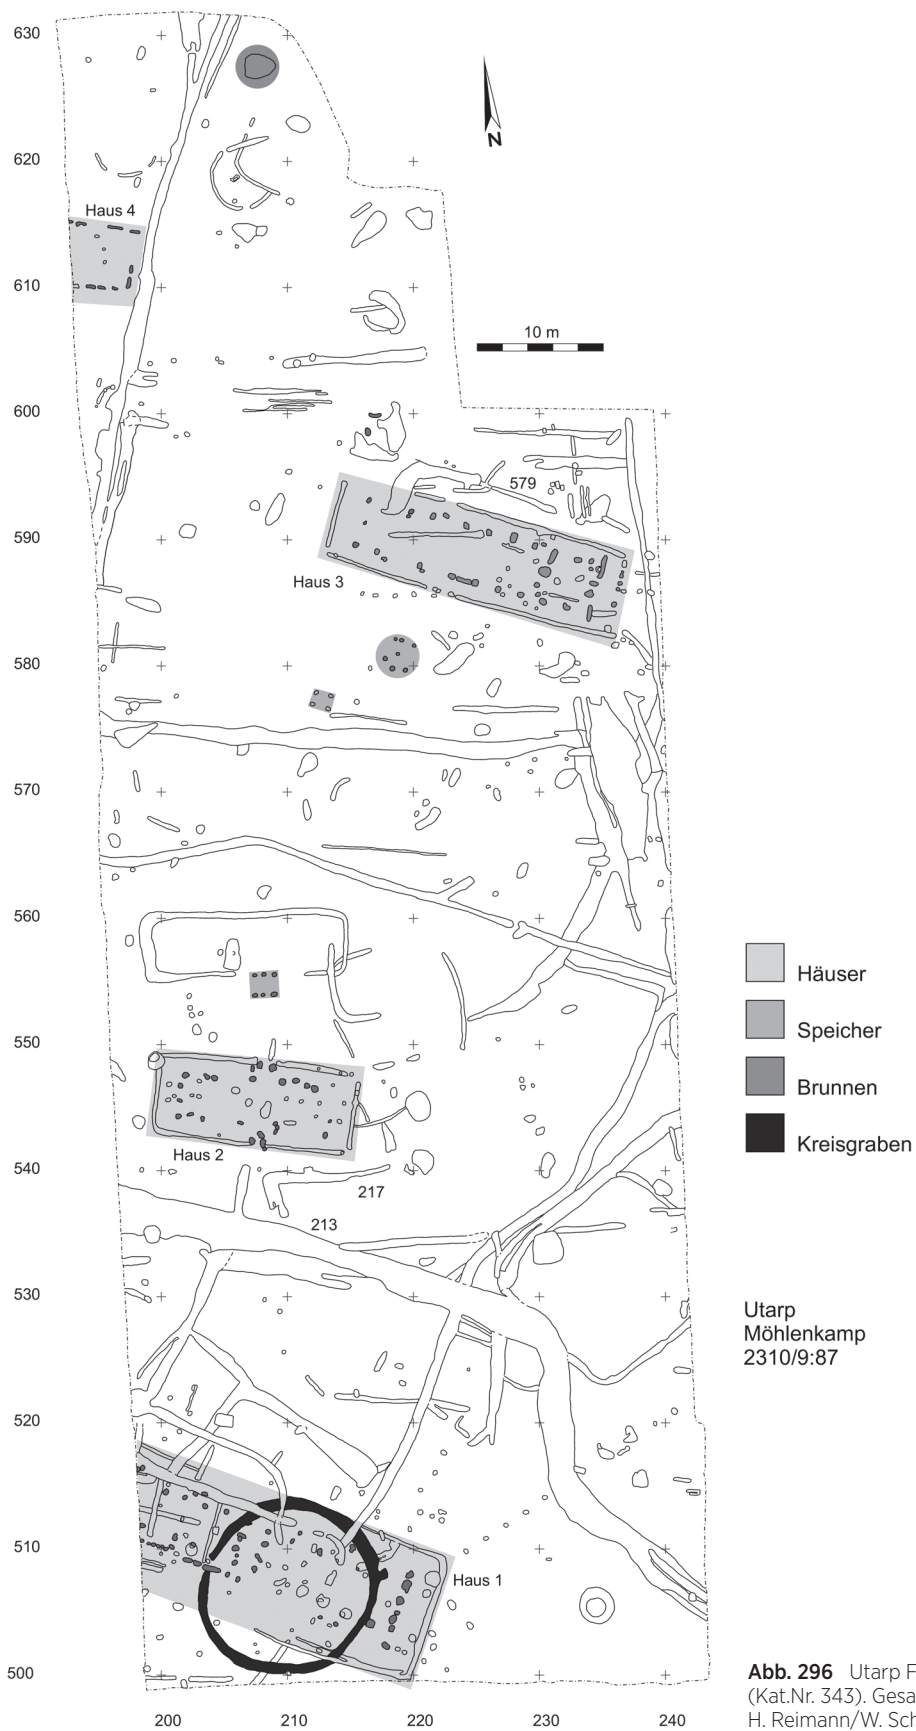 630
N
620
Haus 4
610
10 m
600
579
590
Haus 3
580
570
560
Häuser
Speicher
550
Brunnen
Kreisgraben
Haus 2
540
217
213
530
Utarp
Möhlenkamp
2310/9:87
520
510
Haus 1
500
200 210 220 230 240
Abb. 296 Utarp F
(Kat.Nr. 343). Gesa
H. Reimann/W. Sch